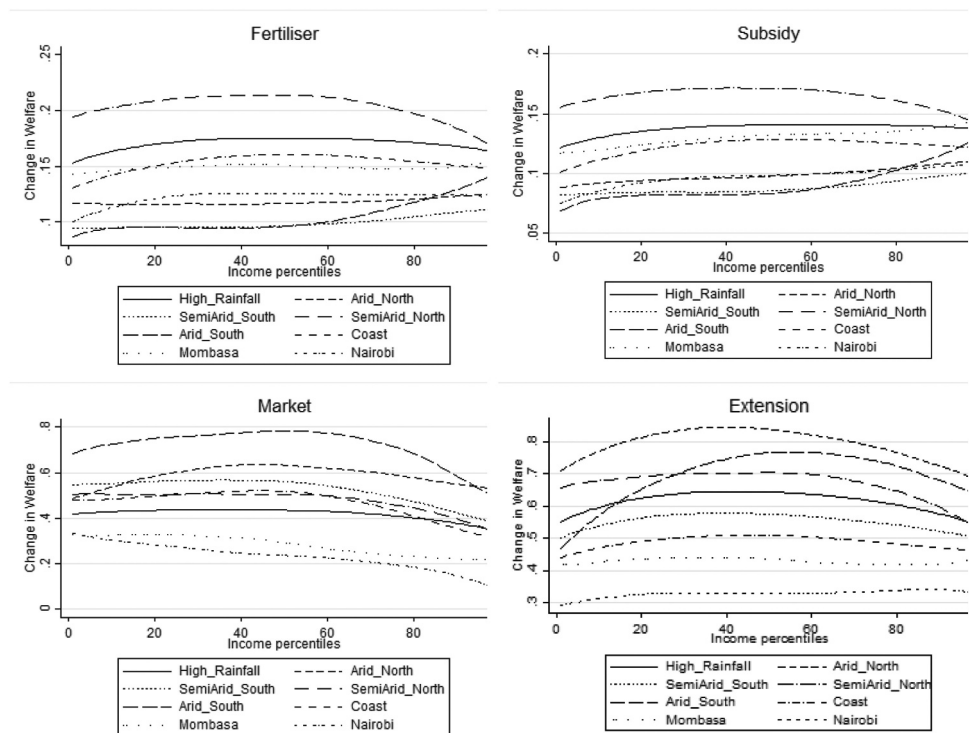 Fertiliser
Change in Welfare
.25
.2
.15
.1
0 20 40 60 80
Income percentiles
High_Rainfall Arid_North
SemiArid_South SemiArid_North
Arid_South Coast
Mombasa Nairobi
Subsidy
Change in Welfare
.2
.15
.1
.05
0 20 40 60 80
Income percentiles
High_Rainfall Arid_North
SemiArid_South SemiArid_North
Arid_South Coast
Mombasa Nairobi
Market
Change in Welfare
.8
.6
.4
.2
0
0 20 40 60 80
Income percentiles
High_Rainfall Arid_North
SemiArid_South SemiArid_North
Arid_South Coast
Mombasa Nairobi
Extension
Change in Welfare
.8
.7
.6
.5
.4
.3
0 20 40 60 80
Income percentiles
High_Rainfall Arid_North
SemiArid_South SemiArid_North
Arid_South Coast
Mombasa Nairobi